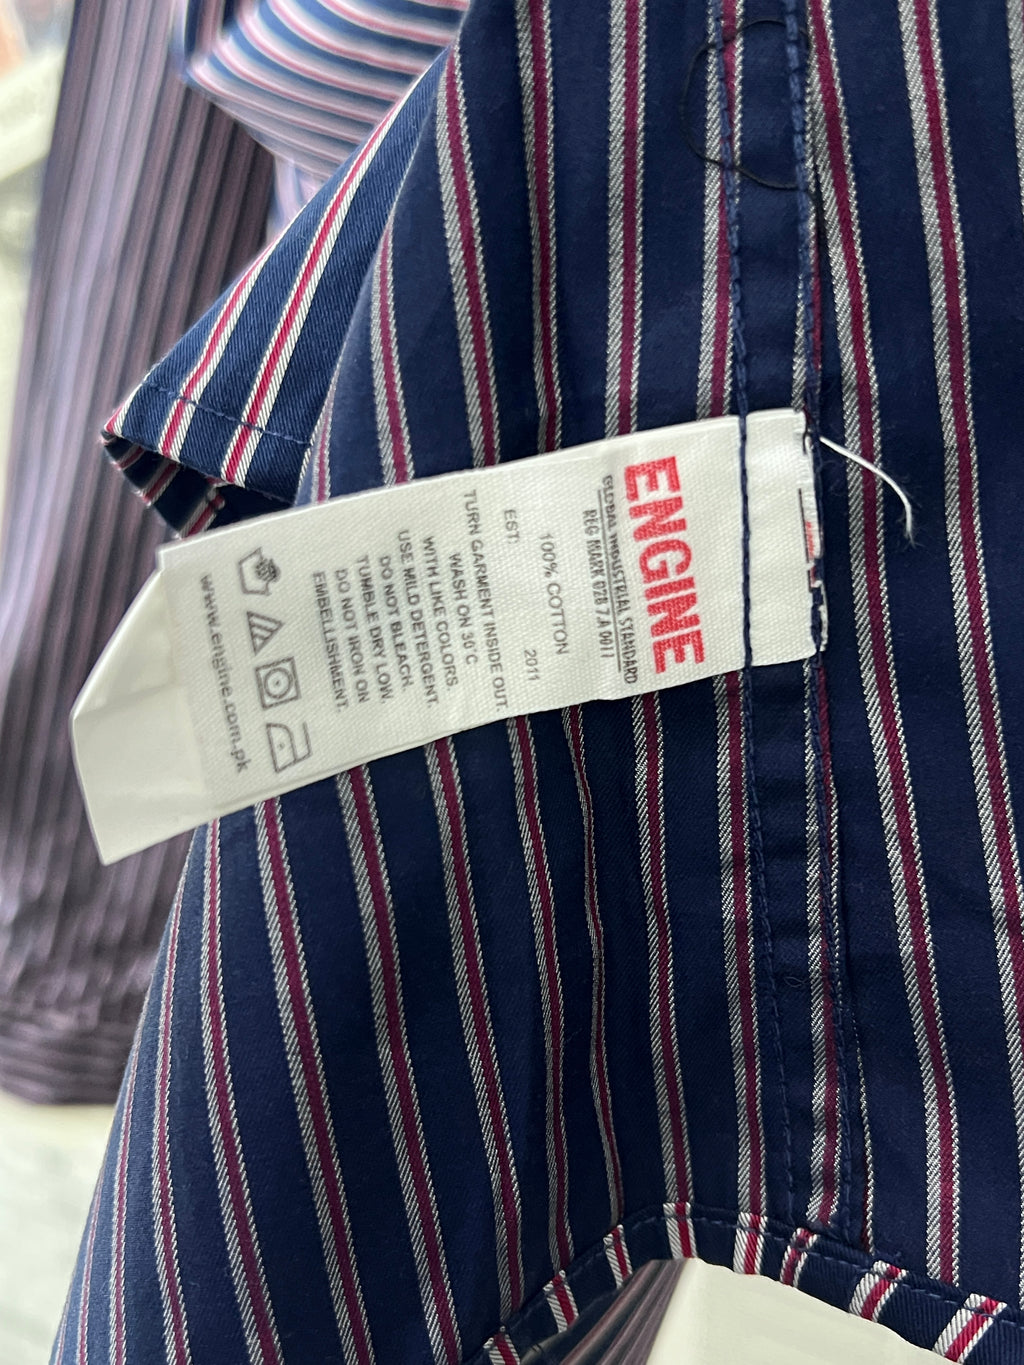 ENGINE
GLOBAL INDUSTRIAL STANDARD
REG MARK 028 7.A 0011
100% COTTON
EST: 2011
TURN GARMENT INSIDE OUT.
WASH ON 30°C
WITH LIKE COLORS.
USE MILD DETERGENT.
DO NOT BLEACH.
TUMBLE DRY LOW.
DO NOT IRON ON
EMBELLISHMENT.
www.engine.com.pk